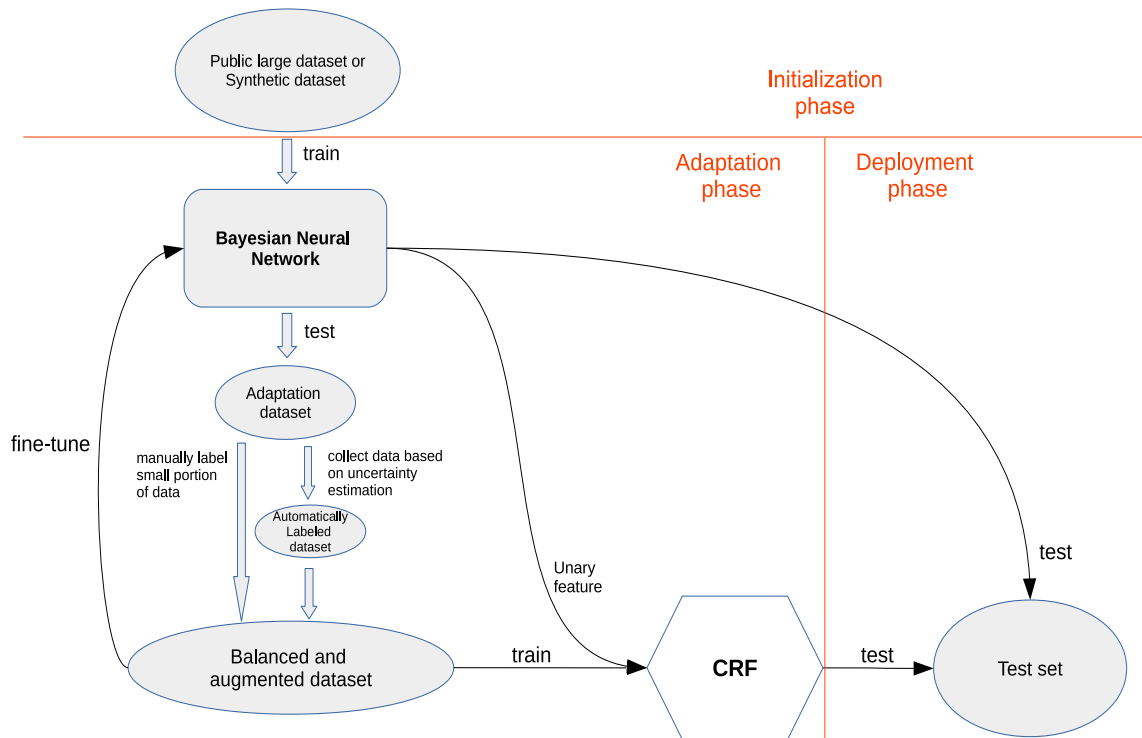 Public large dataset or
Synthetic dataset
Initialization
phase
train
Adaptation
phase
Deployment
phase
Bayesian Neural
Network
test
Adaptation
dataset
fine-tune
manually label
small portion
of data
collect data based
on uncertainty
estimation
Automatically
Labeled
dataset
Unary
feature
test
Balanced and
augmented dataset
train
CRF
test
Test set